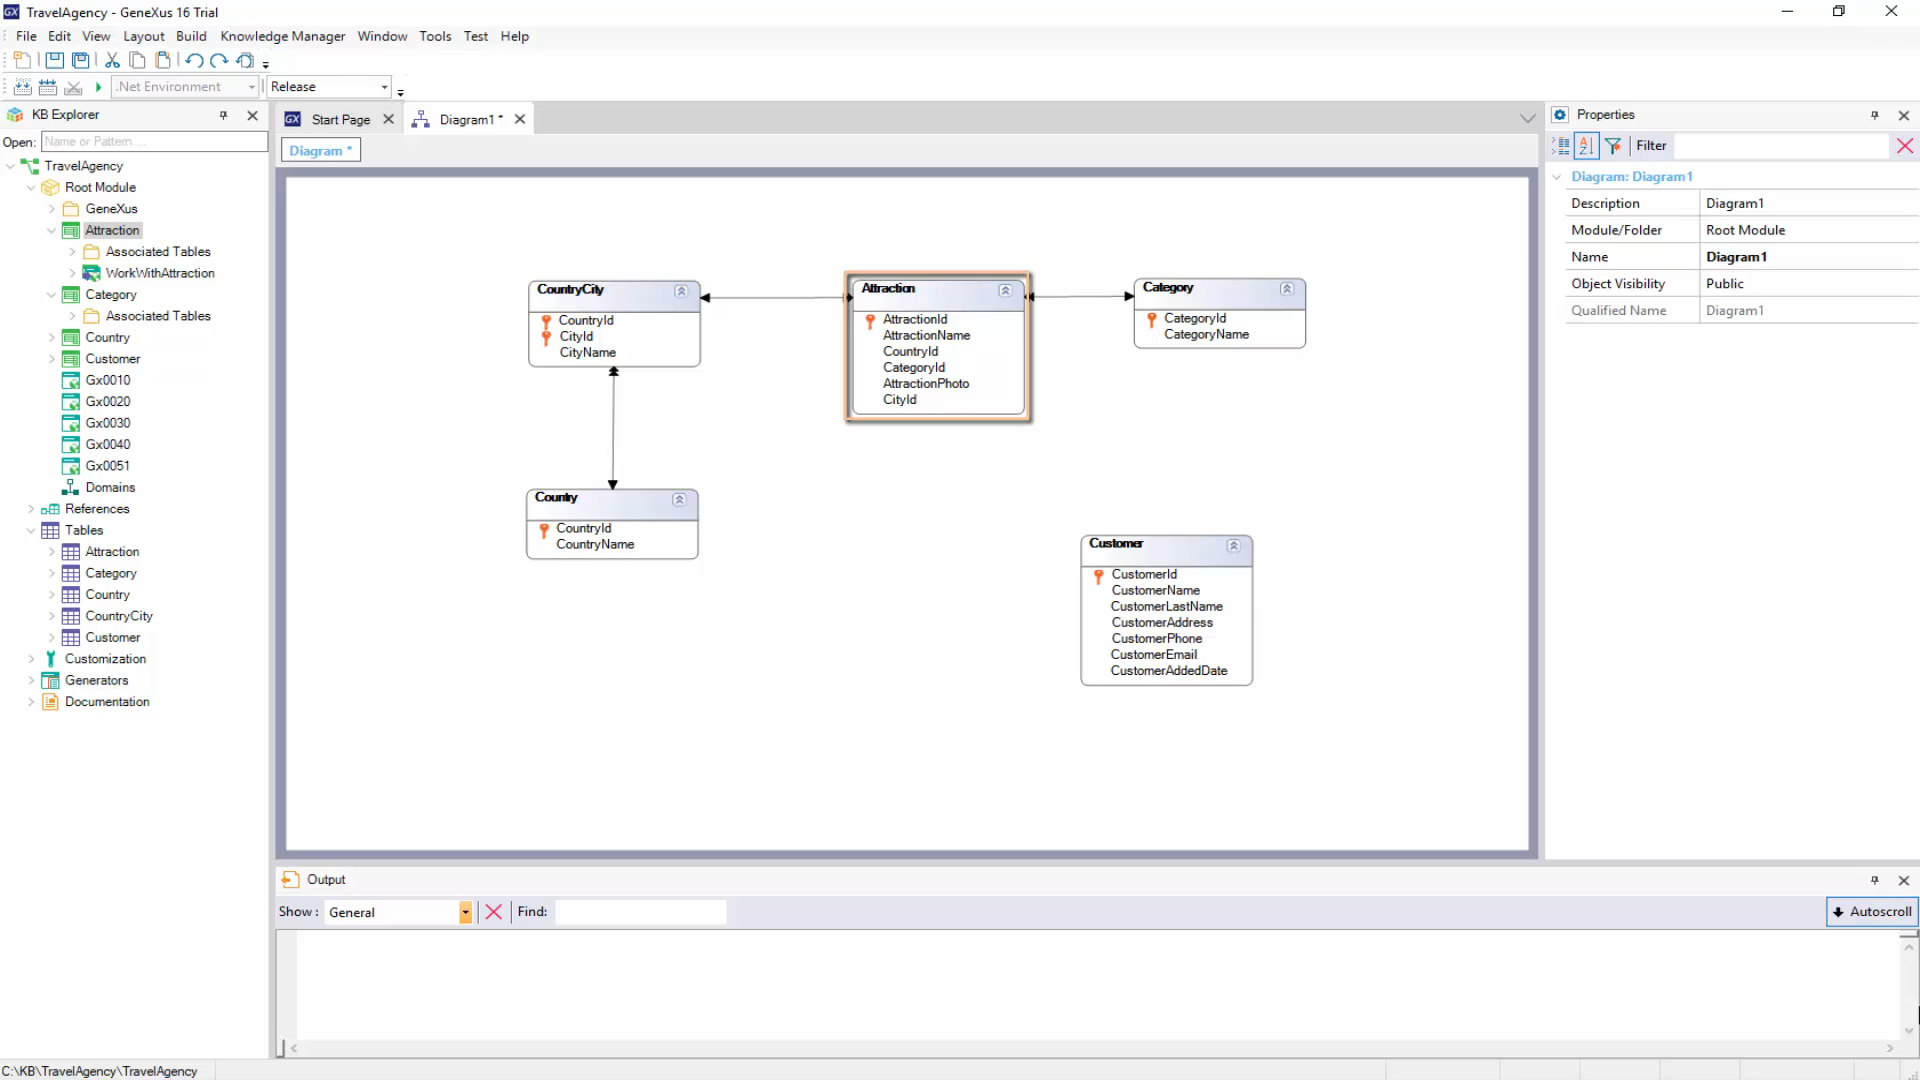 TravelAgency - GeneXus 16 Trial
File Edit View Layout Build Knowledge Manager Window Tools Test Help
.Net Environment Release
KB Explorer
Open: Name or Pattern ...
TravelAgency
Root Module
GeneXus
Attraction
Associated Tables
WorkWithAttraction
Category
Associated Tables
Country
Customer
Gx0010
Gx0020
Gx0030
Gx0040
Gx0051
Domains
References
Tables
Attraction
Category
Country
CountryCity
Customer
Customization
Generators
Documentation
GX Start Page Diagram1 *
Diagram *
CountryCity
CountryId
CityId
CityName
Attraction
AttractionId
AttractionName
CountryId
CategoryId
AttractionPhoto
CityId
Category
CategoryId
CategoryName
Country
CountryId
CountryName
Customer
CustomerId
CustomerName
CustomerLastName
CustomerAddress
CustomerPhone
CustomerEmail
CustomerAddedDate
Properties
Filter
Diagram: Diagram1
Description Diagram1
Module/Folder Root Module
Name Diagram1
Object Visibility Public
Qualified Name Diagram1
Output
Show : General Find: Autoscroll
C:\KB\TravelAgency\TravelAgency